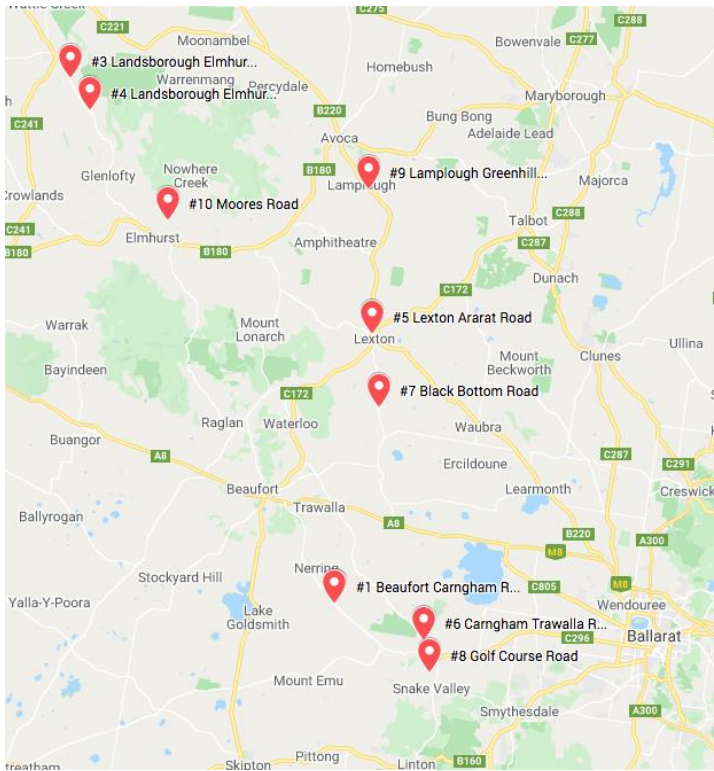 Wattle Creek
C221
C275
C277
C288
Moonambel
Bowenvale
#3 Landsborough Elmhur...
Homebush
Warrenmang
Percydale
#4 Landsborough Elmhur...
Maryborough
C241
B220
Bung Bong
Adelaide Lead
Avoca
Nowhere
Creek
B180
#9 Lamplough Greenhill...
Glenlofty
Lamplough
Majorca
Crowlands
#10 Moores Road
C288
Talbot
C241
Elmhurst
Amphitheatre
C287
B180
B180
Dunach
C172
#5 Lexton Ararat Road
Warrak
Mount
Lonarch
Lexton
Ullina
Mount
Beckworth
Clunes
Bayindeen
#7 Black Bottom Road
C172
Raglan
Waterloo
Waubra
Buangor
A8
C287
Ercildoune
C291
Beaufort
Learmonth
Creswick
Trawalla
Ballyrogan
A8
B220
A300
M8
Nerring
Stockyard Hill
#1 Beaufort Carngham R...
C805
M8
Yalla-Y-Poora
Lake
Goldsmith
Wendouree
#6 Carngham Trawalla R...
C296
Ballarat
#8 Golf Course Road
Mount Emu
Snake Valley
Smythesdale
A300
Pittong
Skipton
Linton
B160